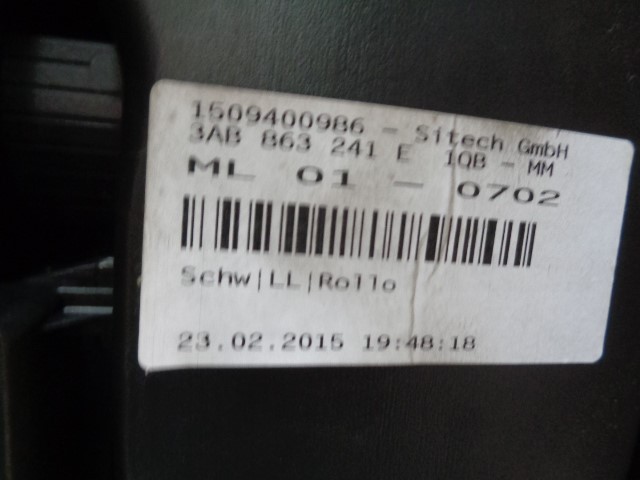 1509400986 - Sitech GmbH
3AB 863 241 E 1QB - MM
ML 01 - 0702
Schw|LL|Rollo
23.02.2015 19:48:18